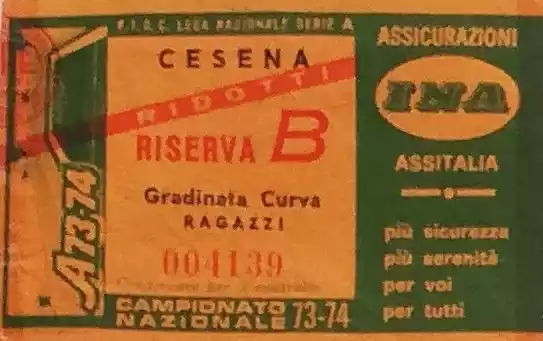 F.I.G.C. LEGA NAZIONALE SERIE A
CESENA
RIDOTTI
RISERVA B
Gradinata Curva
RAGAZZI
004139
CAMPIONATO
NAZIONALE 73-74
A 73-74
ASSICURAZIONI
INA
ASSITALIA
più sicurezza
più serenità
per voi
per tutti